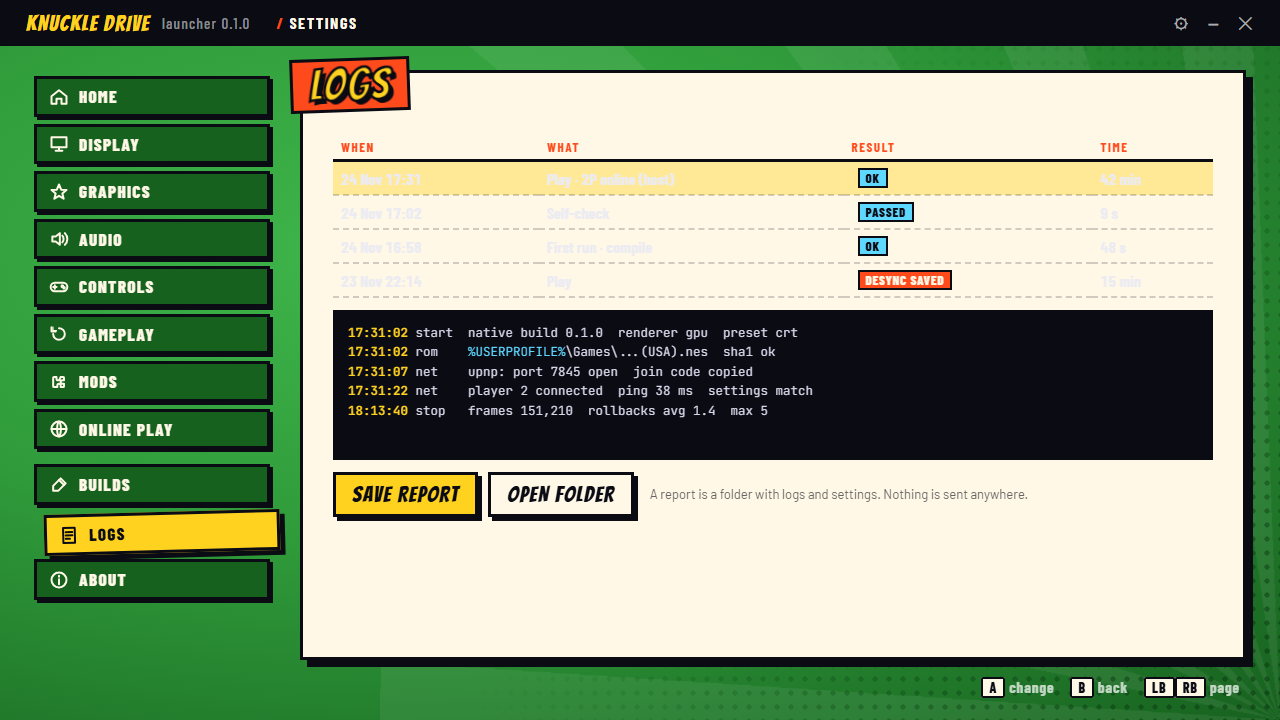 KNUCKLE DRIVE launcher 0.1.0 / SETTINGS
LOGS
HOME
DISPLAY
GRAPHICS
AUDIO
CONTROLS
GAMEPLAY
MODS
ONLINE PLAY
BUILDS
LOGS
ABOUT
WHEN WHAT RESULT TIME
24 Nov 17:31 Play · 2P online (host) OK 42 min
24 Nov 17:02 Self-check PASSED 8 s
24 Nov 16:58 First run · compile OK 48 s
23 Nov 22:14 Play DESYNC SAVED 15 min
17:31:02 start native build 0.1.0 renderer gpu preset crt
17:31:02 rom %USERPROFILE%\Games\...(USA).nes sha1 ok
17:31:07 net upnp: port 7845 open join code copied
17:31:22 net player 2 connected ping 38 ms settings match
18:13:40 stop frames 151,210 rollbacks avg 1.4 max 5
SAVE REPORT OPEN FOLDER A report is a folder with logs and settings. Nothing is sent anywhere.
A change B back LB RB page